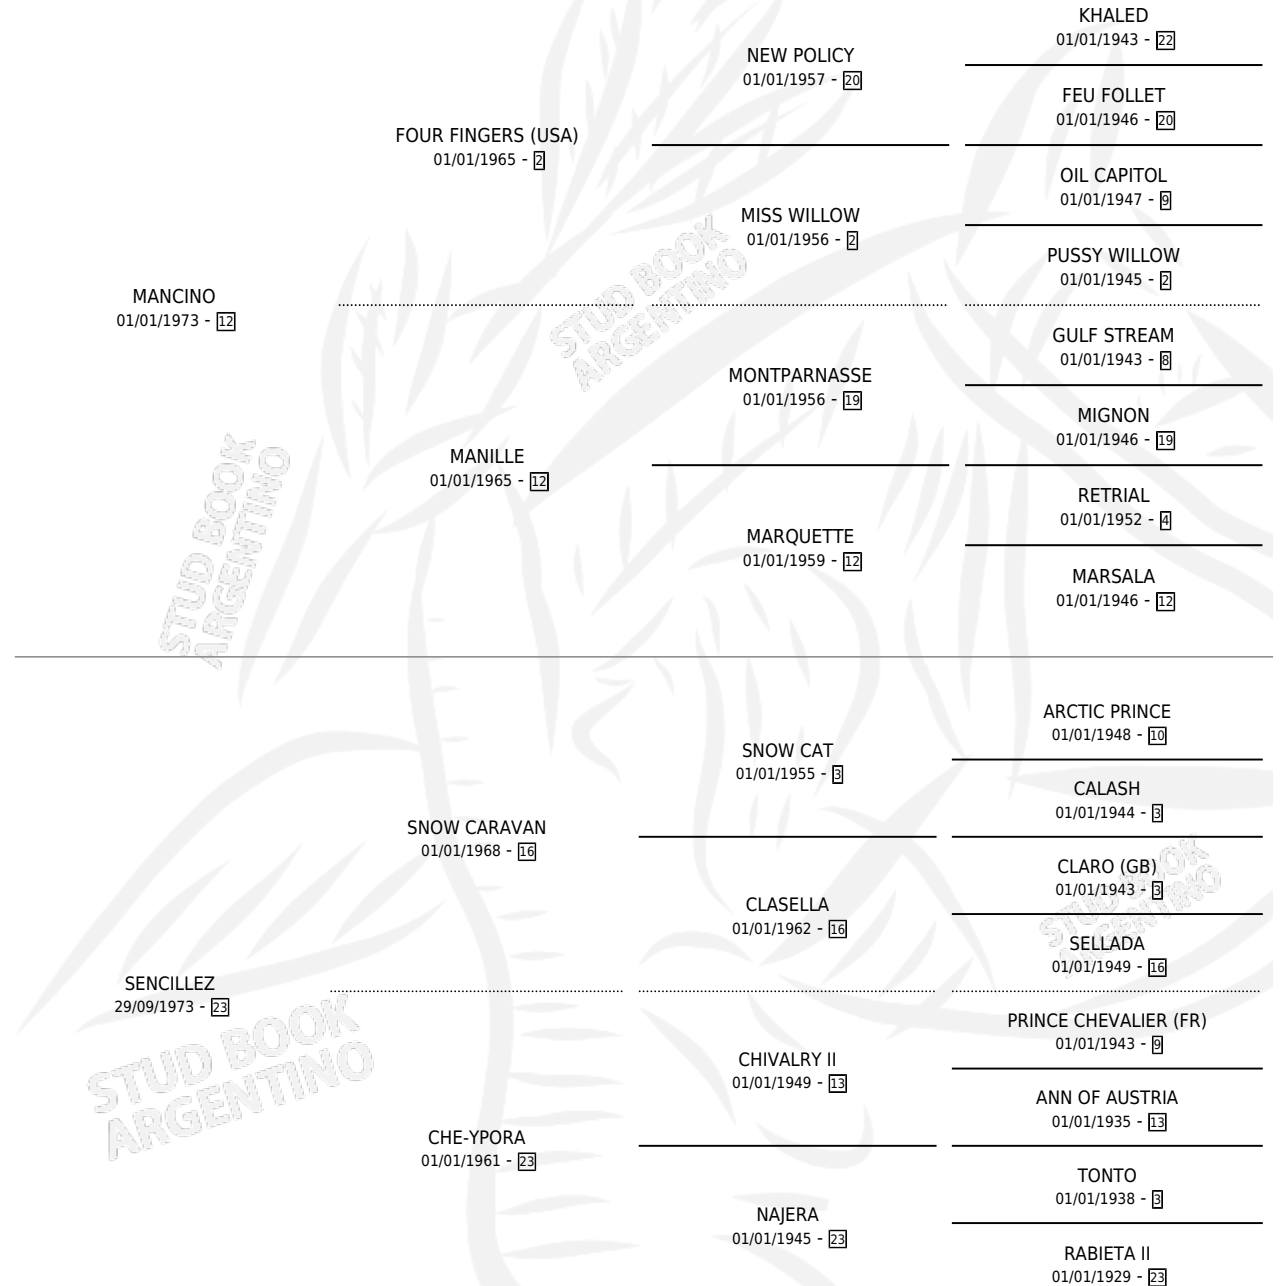 KHALED
01/01/1943 - 22
NEW POLICY
01/01/1957 - 20
FEU FOLLET
01/01/1946 - 20
FOUR FINGERS (USA)
01/01/1965 - 2
OIL CAPITOL
01/01/1947 - 9
MISS WILLOW
01/01/1956 - 2
PUSSY WILLOW
01/01/1945 - 2
MANCINO
01/01/1973 - 12
GULF STREAM
01/01/1943 - 8
MONTPARNASSE
01/01/1956 - 19
MIGNON
01/01/1946 - 19
MANILLE
01/01/1965 - 12
RETRIAL
01/01/1952 - 4
MARQUETTE
01/01/1959 - 12
MARSALA
01/01/1946 - 12
ARCTIC PRINCE
01/01/1948 - 10
SNOW CAT
01/01/1955 - 3
CALASH
01/01/1944 - 3
SNOW CARAVAN
01/01/1968 - 16
CLARO (GB)
01/01/1943 - 3
CLASELLA
01/01/1962 - 16
SELLADA
01/01/1949 - 16
SENCILLEZ
29/09/1973 - 23
PRINCE CHEVALIER (FR)
01/01/1943 - 9
CHIVALRY II
01/01/1949 - 13
ANN OF AUSTRIA
01/01/1935 - 13
CHE-YPORA
01/01/1961 - 23
TONTO
01/01/1938 - 3
NAJERA
01/01/1945 - 23
RABIETA II
01/01/1929 - 23
STUD BOOK
ARGENTINO
STUD BOOK
ARGENTINO
STUD BOOK
ARGENTINO
STUD BOOK
ARGENTINO